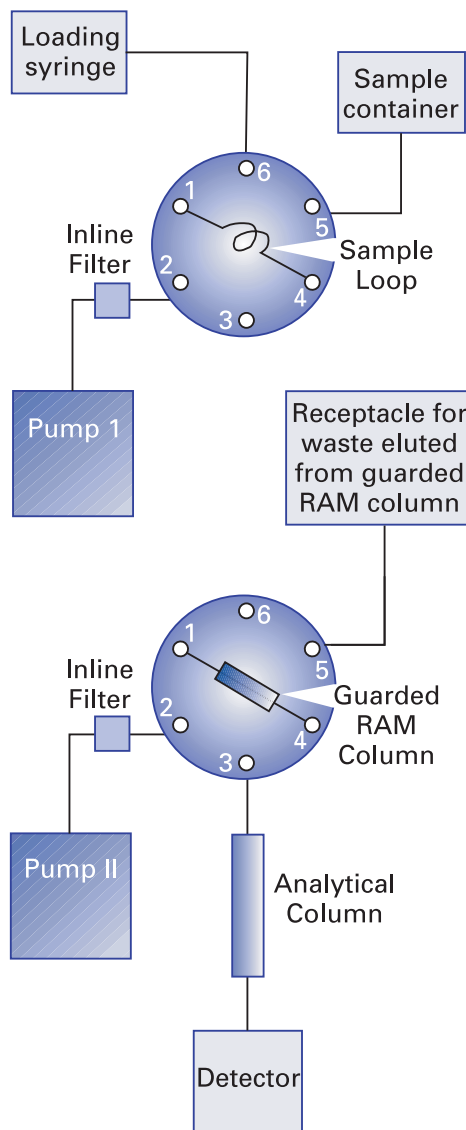 Loading
syringe
Sample
container
6
1
5
Inline
Filter
Sample
Loop
2
4
3
Pump 1
Receptacle for
waste eluted
from guarded
RAM column
6
1
5
Inline
Filter
Guarded
RAM
Column
2
4
3
Pump II
Analytical
Column
Detector